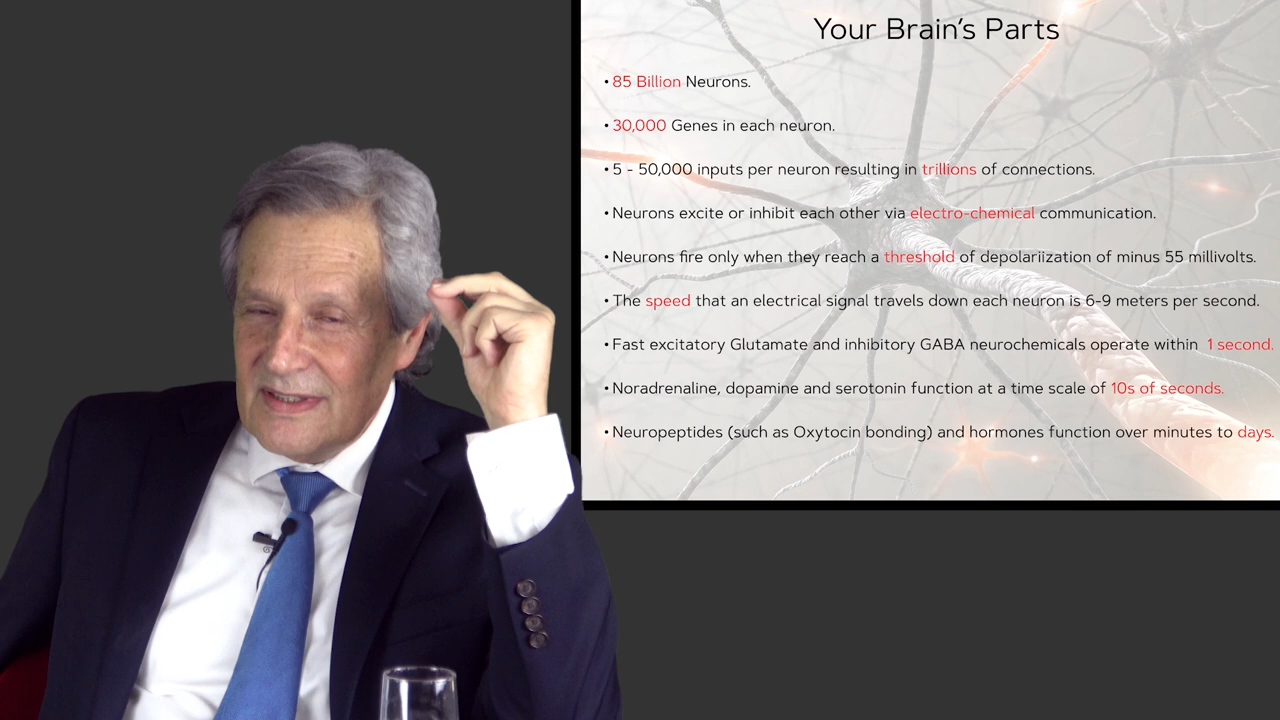 Your Brain's Parts
• 85 Billion Neurons.
• 30,000 Genes in each neuron.
• 5 - 50,000 inputs per neuron resulting in trillions of connections.
• Neurons excite or inhibit each other via electro-chemical communication.
• Neurons fire only when they reach a threshold of depolariization of minus 55 millivolts.
• The speed that an electrical signal travels down each neuron is 6-9 meters per second.
• Fast excitatory Glutamate and inhibitory GABA neurochemicals operate within 1 second.
• Noradrenaline, dopamine and serotonin function at a time scale of 10s of seconds.
• Neuropeptides (such as Oxytocin bonding) and hormones function over minutes to days.